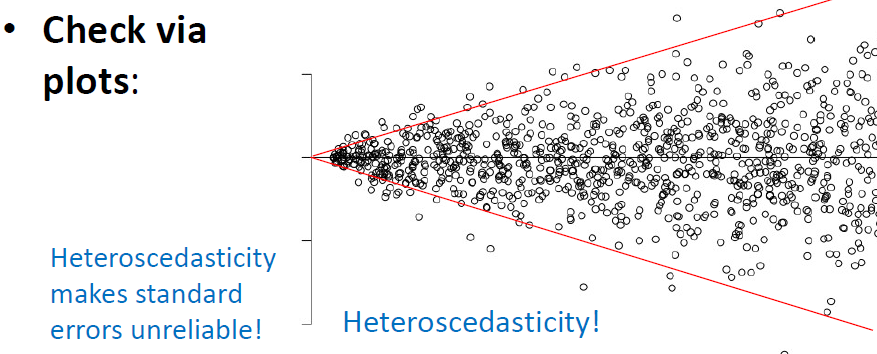 • Check via
plots:
Heteroscedasticity
makes standard
errors unreliable!
Heteroscedasticity!